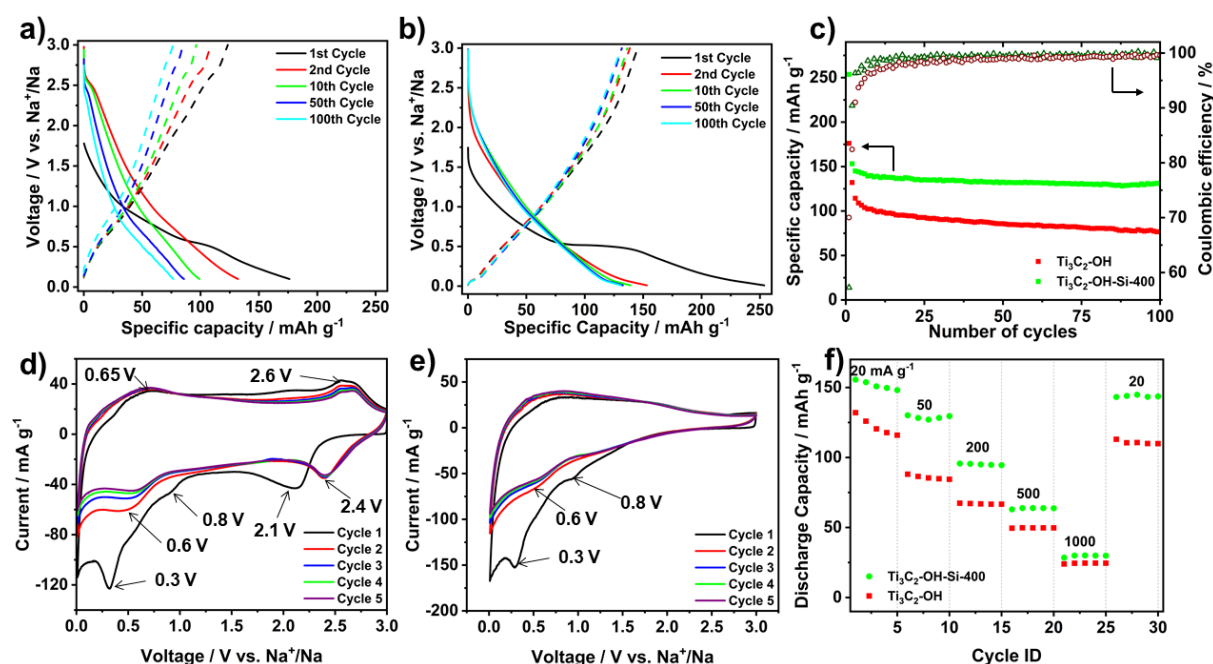 a)
3.0
2.5
2.0
1.5
1.0
0.5
0.0
Voltage / V vs. Na⁺/Na
1st Cycle
2nd Cycle
10th Cycle
50th Cycle
100th Cycle
0 50 100 150 200 250
Specific capacity / mAh g⁻¹
b)
3.0
2.5
2.0
1.5
1.0
0.5
0.0
Voltage / V vs. Na⁺/Na
1st Cycle
2nd Cycle
10th Cycle
50th Cycle
100th Cycle
0 50 100 150 200 250
Specific Capacity / mAh g⁻¹
c)
250
200
150
100
50
0
Specific capacity / mAh g⁻¹
100
90
80
70
60
Coulombic efficiency / %
Ti₃C₂-OH
Ti₃C₂-OH-Si-400
0 25 50 75 100
Number of cycles
d)
40
0
-40
-80
-120
Current / mA g⁻¹
0.65 V
2.6 V
0.8 V
2.1 V
2.4 V
0.6 V
0.3 V
Cycle 1
Cycle 2
Cycle 3
Cycle 4
Cycle 5
0.0 0.5 1.0 1.5 2.0 2.5 3.0
Voltage / V vs. Na⁺/Na
e)
100
50
0
-50
-100
-150
-200
Current / mA g⁻¹
0.8 V
0.6 V
0.3 V
Cycle 1
Cycle 2
Cycle 3
Cycle 4
Cycle 5
0.0 0.5 1.0 1.5 2.0 2.5 3.0
Voltage / V vs. Na⁺/Na
f)
150
100
50
0
Discharge Capacity / mAh g⁻¹
20 mA g⁻¹
50
200
500
1000
20
Ti₃C₂-OH-Si-400
Ti₃C₂-OH
5 10 15 20 25 30
Cycle ID